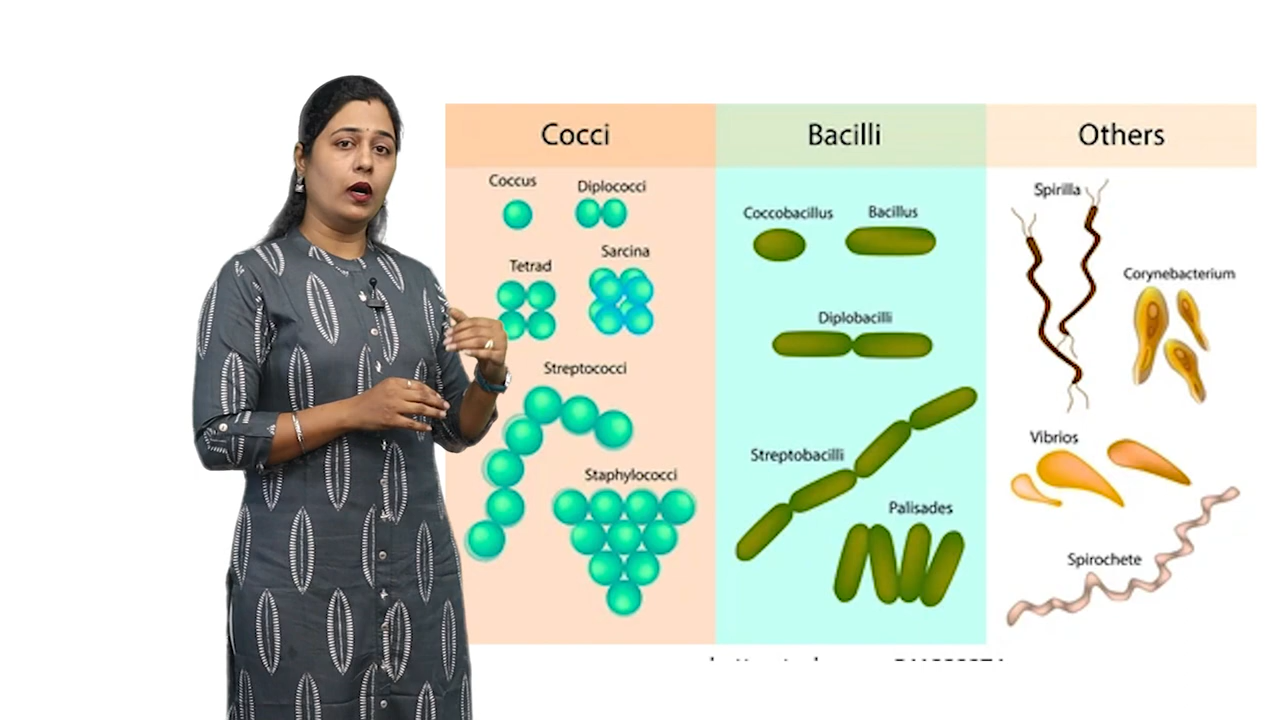 Cocci
Bacilli
Others
Coccus
Diplococci
Tetrad
Sarcina
Streptococci
Staphylococci
Coccobacillus
Bacillus
Diplobacilli
Streptobacilli
Palisades
Spirilla
Corynebacterium
Vibrios
Spirochete